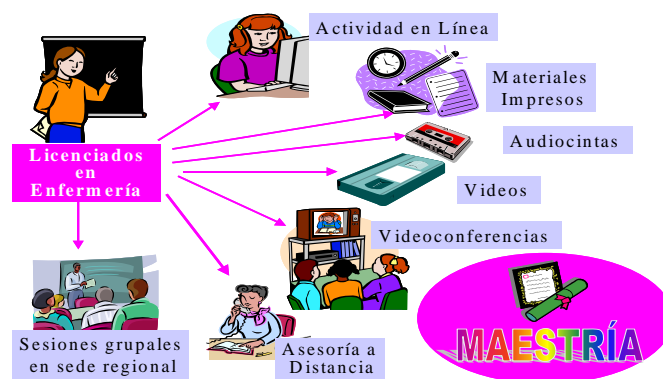 Actividad en Línea
Materiales
Impresos
Audiocintas
Licenciados
en
Enfermería
Videos
Videoconferencias
Sesiones grupales
en sede regional
Asesoría a
Distancia
MAESTRÍA